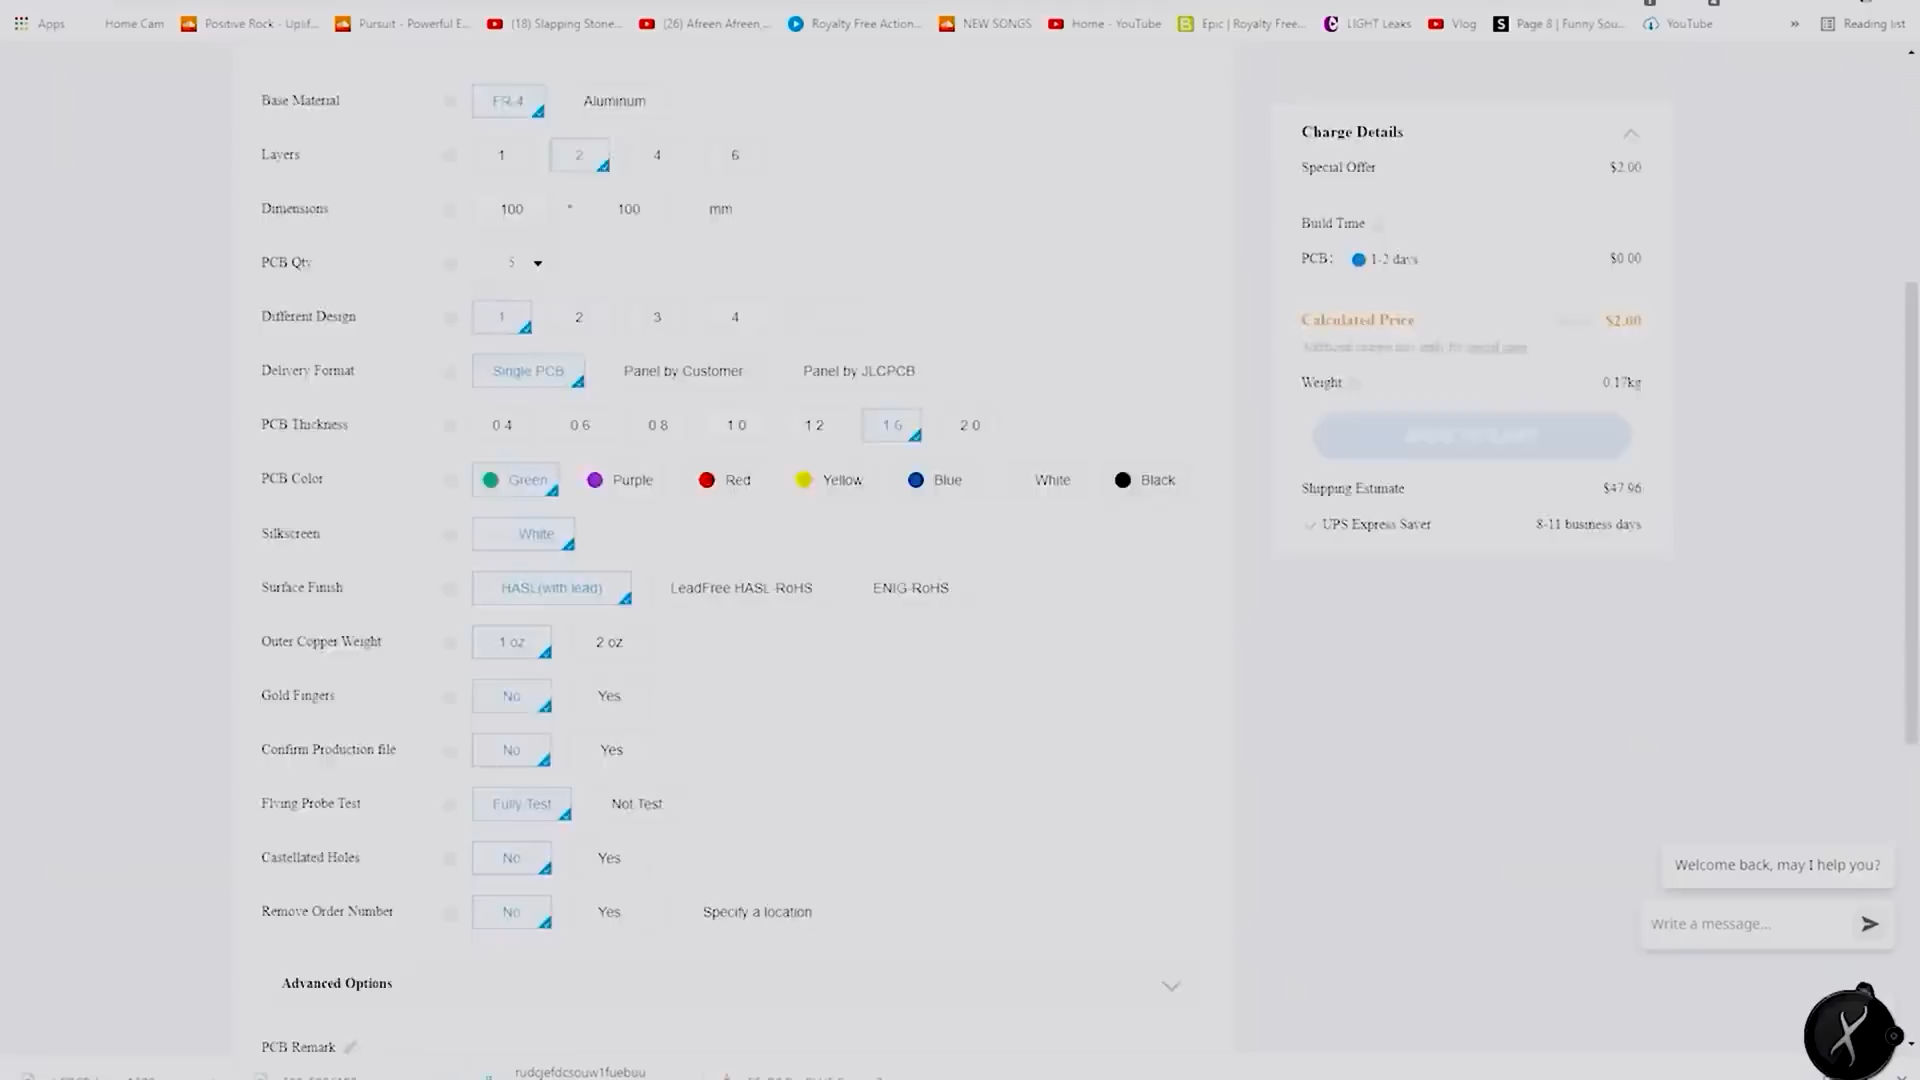 Apps Home Cam Positive Rock - Uplif... Pursuit - Powerful E... (18) Slapping Stone... (26) Afreen Afreen,... Royalty Free Action... NEW SONGS Home - YouTube Epic | Royalty Free... LIGHT Leaks Vlog Page 8 | Funny Sou... YouTube » Reading list
Base Material FR-4 Aluminum
Layers 1 2 4 6
Dimensions 100 * 100 mm
PCB Qty 5
Different Design 1 2 3 4
Delivery Format Single PCB Panel by Customer Panel by JLCPCB
PCB Thickness 0.4 0.6 0.8 1.0 1.2 1.6 2.0
PCB Color Green Purple Red Yellow Blue White Black
Silkscreen White
Surface Finish HASL(with lead) LeadFree HASL-RoHS ENIG-RoHS
Outer Copper Weight 1 oz 2 oz
Gold Fingers No Yes
Confirm Production file No Yes
Flying Probe Test Fully Test Not Test
Castellated Holes No Yes
Remove Order Number No Yes Specify a location
Advanced Options
PCB Remark
Charge Details
Special Offer $2.00
Build Time
PCB: 1-2 days $0.00
Calculated Price $2.00
Weight 0.17kg
Shipping Estimate $47.96
UPS Express Saver 8-11 business days
Welcome back, may I help you?
Write a message...